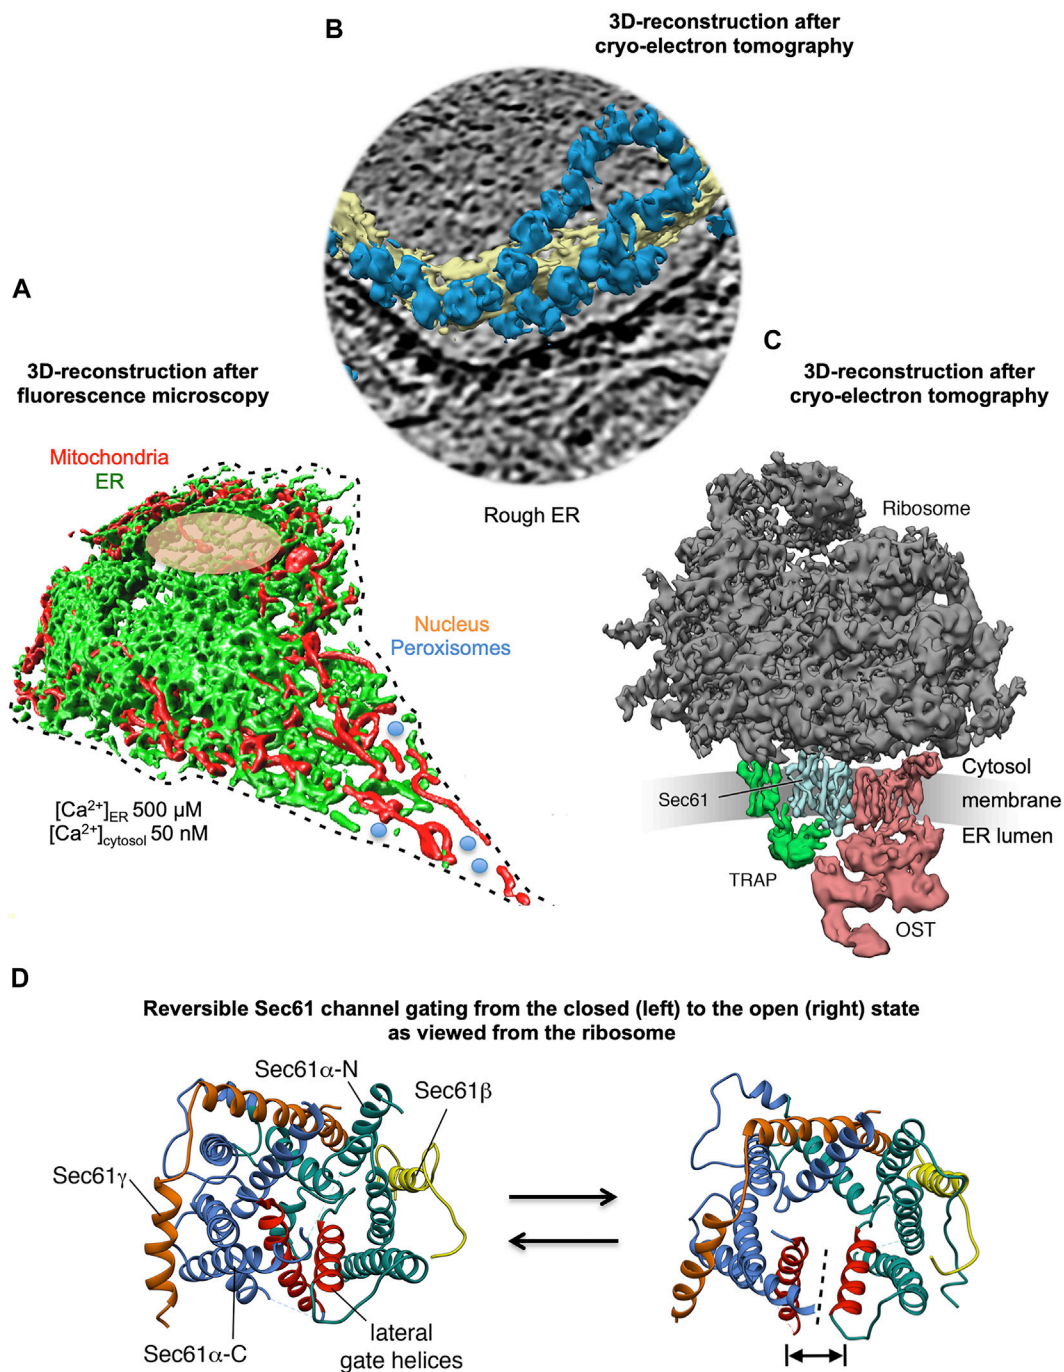 B
3D-reconstruction after
cryo-electron tomography
A
3D-reconstruction after
fluorescence microscopy
Mitochondria
ER
Nucleus
Peroxisomes
[Ca²⁺]ER 500 µM
[Ca²⁺]cytosol 50 nM
Rough ER
C
3D-reconstruction after
cryo-electron tomography
Ribosome
Sec61
Cytosol
membrane
ER lumen
TRAP
OST
D
Reversible Sec61 channel gating from the closed (left) to the open (right) state
as viewed from the ribosome
Sec61α-N
Sec61β
Sec61γ
Sec61α-C
lateral
gate helices